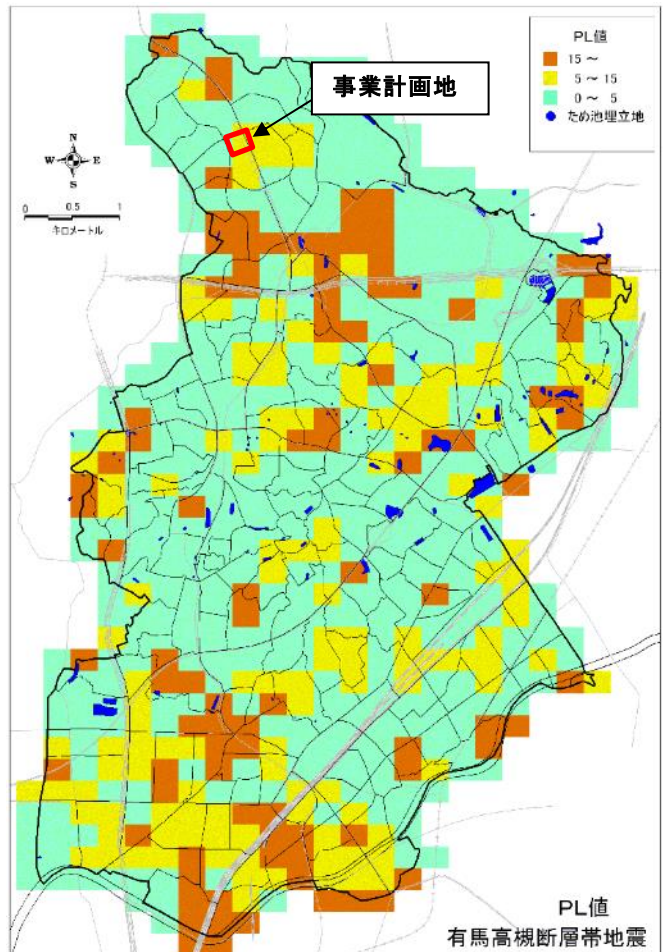 PL値
15 ~
5 ~ 15
0 ~ 5
ため池埋立地
事業計画地
N
W E
S
0 0.5 1
キロメートル
PL値
有馬高槻断層帯地震